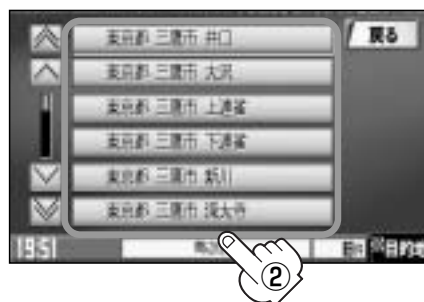 東京都 三鷹市 井口
戻る
東京都 三鷹市 大沢
東京都 三鷹市 上連雀
東京都 三鷹市 下連雀
東京都 三鷹市 新川
東京都 三鷹市 深大寺
19:51
目的地
②